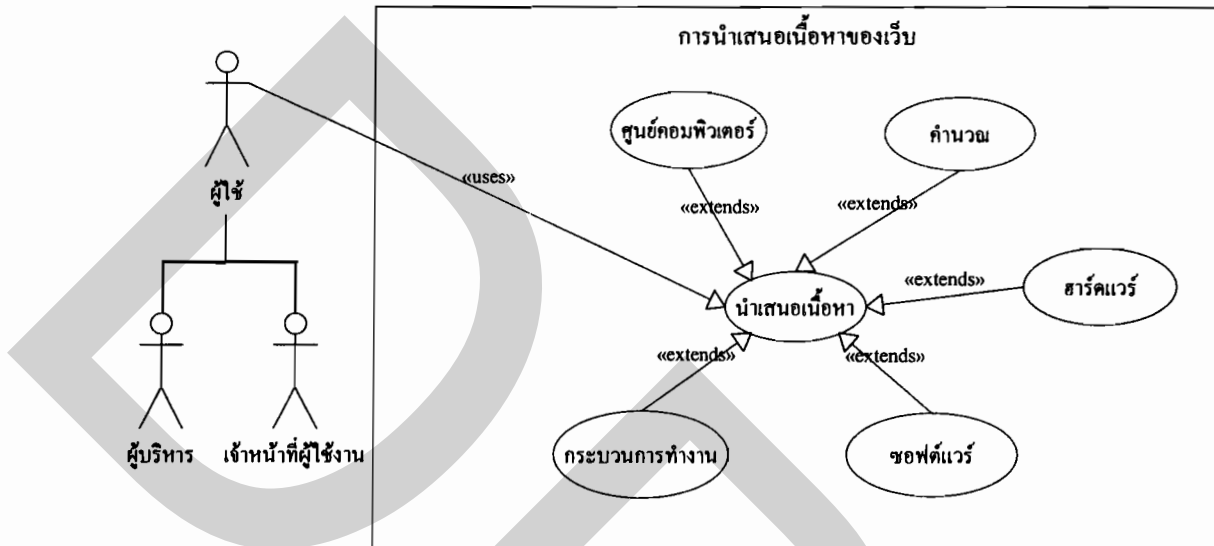 การนำเสนอเนื้อหาของเว็บ
ศูนย์คอมพิวเตอร์
คำนวณ
«uses»
ผู้ใช้
«extends»
«extends»
«extends»
ฮาร์ดแวร์
นำเสนอเนื้อหา
«extends»
«extends»
ผู้บริหาร
เจ้าหน้าที่ผู้ใช้งาน
กระบวนการทำงาน
ซอฟต์แวร์